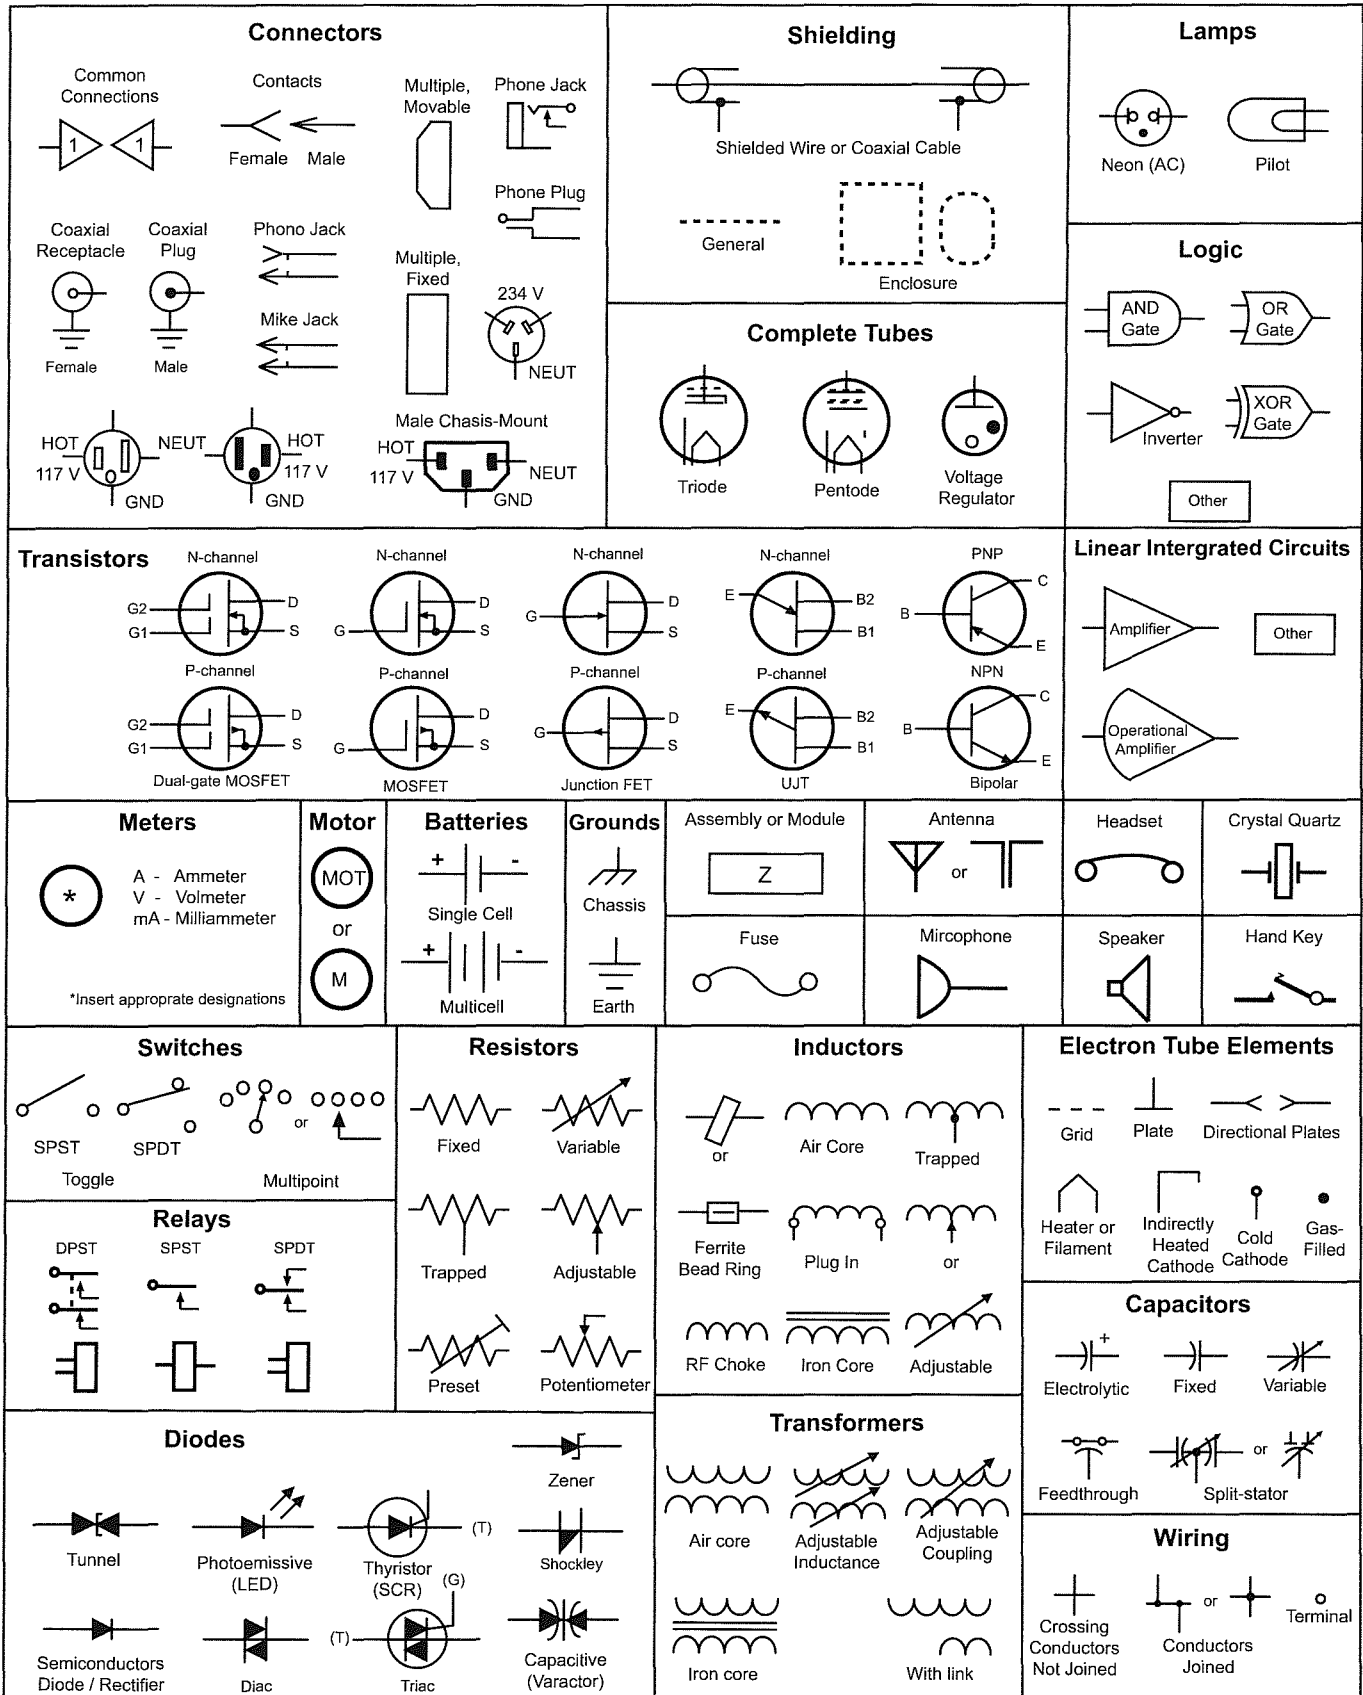 Connectors
Common
Connections
1
1
Contacts
Female
Male
Multiple,
Movable
Phone Jack
Phone Plug
Coaxial
Receptacle
Female
Coaxial
Plug
Male
Phono Jack
Mike Jack
Multiple,
Fixed
234 V
NEUT
HOT
117 V
NEUT
GND
HOT
117 V
GND
Male Chasis-Mount
HOT
117 V
NEUT
GND
Shielding
Shielded Wire or Coaxial Cable
General
Enclosure
Complete Tubes
Triode
Pentode
Voltage
Regulator
Lamps
Neon (AC)
Pilot
Logic
AND
Gate
OR
Gate
Inverter
XOR
Gate
Other
Transistors
N-channel
G2
G1
D
S
P-channel
G2
G1
D
S
Dual-gate MOSFET
N-channel
G
D
S
P-channel
G
D
S
MOSFET
N-channel
G
D
S
P-channel
G
D
S
Junction FET
N-channel
E
B2
B1
P-channel
E
B2
B1
UJT
PNP
B
C
E
NPN
B
C
E
Bipolar
Linear Intergrated Circuits
Amplifier
Other
Operational
Amplifier
Meters
*
A - Ammeter
V - Volmeter
mA - Milliammeter
*Insert approprate designations
Motor
MOT
or
M
Batteries
+ -
Single Cell
+ -
Multicell
Grounds
Chassis
Earth
Assembly or Module
Z
Antenna
or
Headset
Crystal Quartz
Fuse
Mircophone
Speaker
Hand Key
Switches
SPST
SPDT
Toggle
or
Multipoint
Relays
DPST
SPST
SPDT
Resistors
Fixed
Variable
Trapped
Adjustable
Preset
Potentiometer
Inductors
or
Air Core
Trapped
Ferrite
Bead Ring
Plug In
or
RF Choke
Iron Core
Adjustable
Electron Tube Elements
Grid
Plate
Directional Plates
Heater or
Filament
Indirectly
Heated
Cathode
Cold
Cathode
Gas-
Filled
Capacitors
+
Electrolytic
Fixed
Variable
Feedthrough
or
Split-stator
Diodes
Zener
Tunnel
Photoemissive
(LED)
(T)
Thyristor
(SCR)
(G)
Shockley
Semiconductors
Diode / Rectifier
Diac
(T)
Triac
Capacitive
(Varactor)
Transformers
Air core
Adjustable
Inductance
Adjustable
Coupling
Iron core
With link
Wiring
Crossing
Conductors
Not Joined
or
Conductors
Joined
Terminal